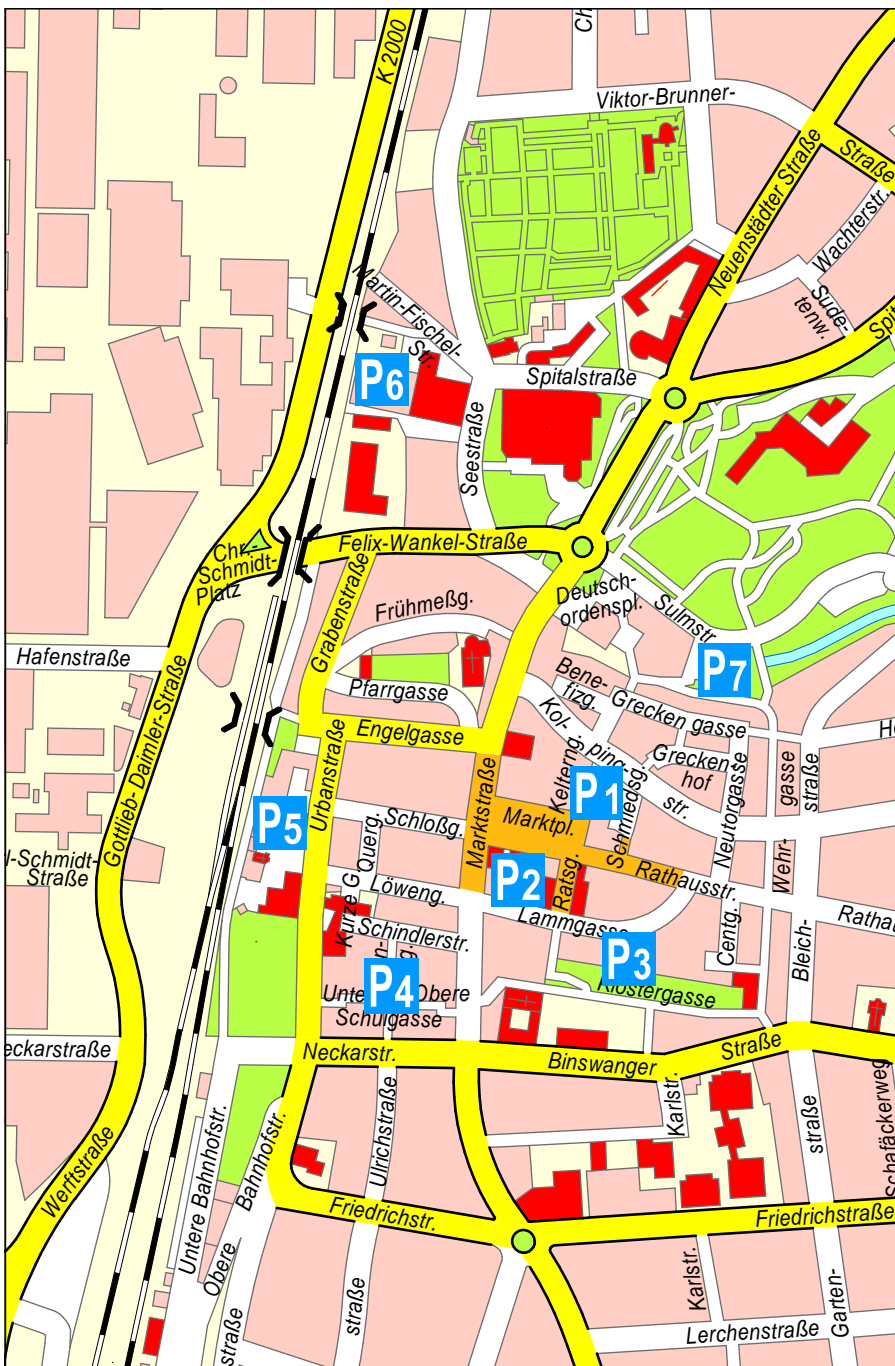 K 2000
Ch
Viktor-Brunner-
Straße
Neuenstädter Straße
Wachterstr.
Sude-
tenw.
Spit
Martin-Fischel-
Str.
P6
Spitalstraße
Seestraße
Felix-Wankel-Straße
Chr.-
Schmidt-
Platz
Grabenstraße
Frühmeßg.
Deutsch-
ordenspl.
Sulmstr
Hafenstraße
P7
Pfarrgasse
Bene-
fizg.
Grecken gasse
Engelgasse
Kol-
ping-
str.
Grecken
hof
gasse
straße
Gottlieb- Daimler-Straße
Urbanstraße
Marktstraße
P1
Schmiedsg.
Neutorgasse
Marktpl.
P5
Schloßg.
Querg.
l-Schmidt-
Straße
P2
Ratsg.
Rathausstr.
Wehr-
Löweng.
Kurze G
Lammgasse
Rathau
Schindlerstr.
Centg.
Bleich-
P3
n-
g.
P4
Unte
Obere
Schulgasse
Klostergasse
eckarstraße
Neckarstr.
Binswanger
Straße
Karlstr.
Ulrichstraße
straße
Schafäckerweg
Werftstraße
Untere Bahnhofstr.
Obere
Bahnhofstr.
Friedrichstr.
Friedrichstraße
straße
straße
Karlstr.
Garten-
Lerchenstraße